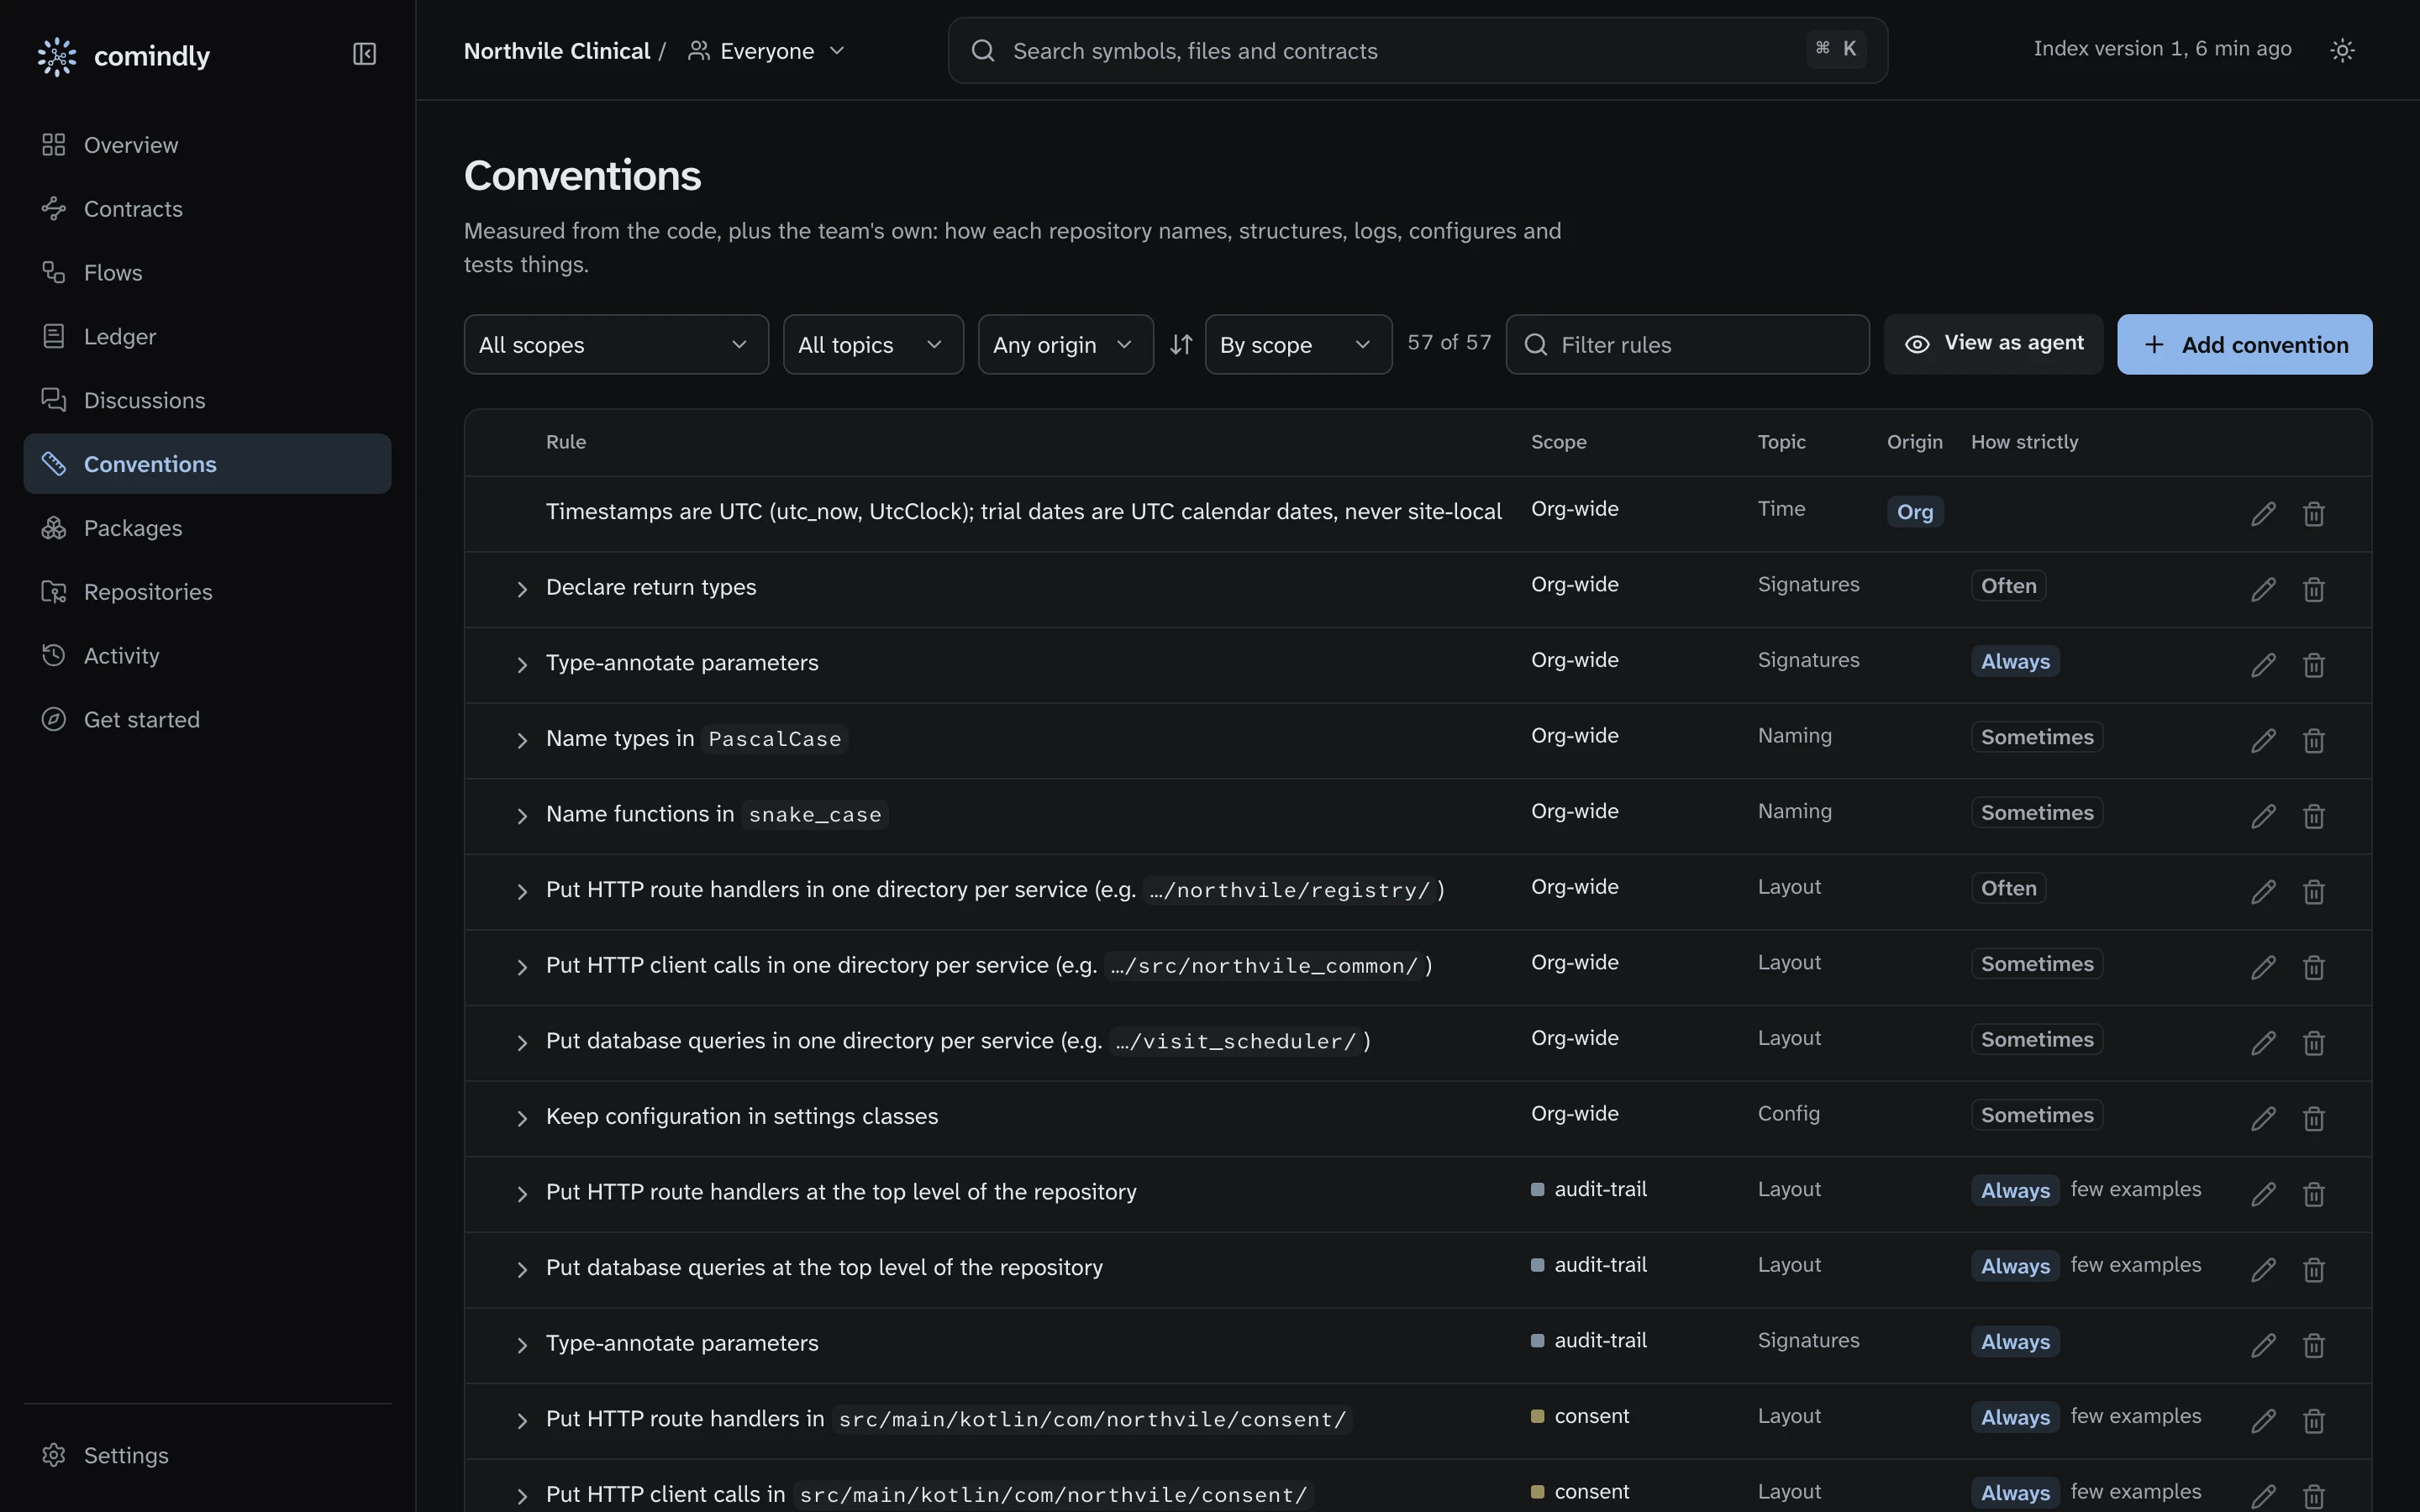 comindly
Northvile Clinical / Everyone
Search symbols, files and contracts
⌘ K
Index version 1, 6 min ago
Overview
Contracts
Flows
Ledger
Discussions
Conventions
Packages
Repositories
Activity
Get started
Settings
Conventions
Measured from the code, plus the team's own: how each repository names, structures, logs, configures and
tests things.
All scopes
All topics
Any origin
By scope
57 of 57
Filter rules
View as agent
Add convention
Rule Scope Topic Origin How strictly
Timestamps are UTC (utc_now, UtcClock); trial dates are UTC calendar dates, never site-local Org-wide Time Org
Declare return types Org-wide Signatures Often
Type-annotate parameters Org-wide Signatures Always
Name types in PascalCase Org-wide Naming Sometimes
Name functions in snake_case Org-wide Naming Sometimes
Put HTTP route handlers in one directory per service (e.g. …/northvile/registry/) Org-wide Layout Often
Put HTTP client calls in one directory per service (e.g. …/src/northvile_common/) Org-wide Layout Sometimes
Put database queries in one directory per service (e.g. …/visit_scheduler/) Org-wide Layout Sometimes
Keep configuration in settings classes Org-wide Config Sometimes
Put HTTP route handlers at the top level of the repository audit-trail Layout Always few examples
Put database queries at the top level of the repository audit-trail Layout Always few examples
Type-annotate parameters audit-trail Signatures Always
Put HTTP route handlers in src/main/kotlin/com/northvile/consent/ consent Layout Always few examples
Put HTTP client calls in src/main/kotlin/com/northvile/consent/ consent Layout Always few examples